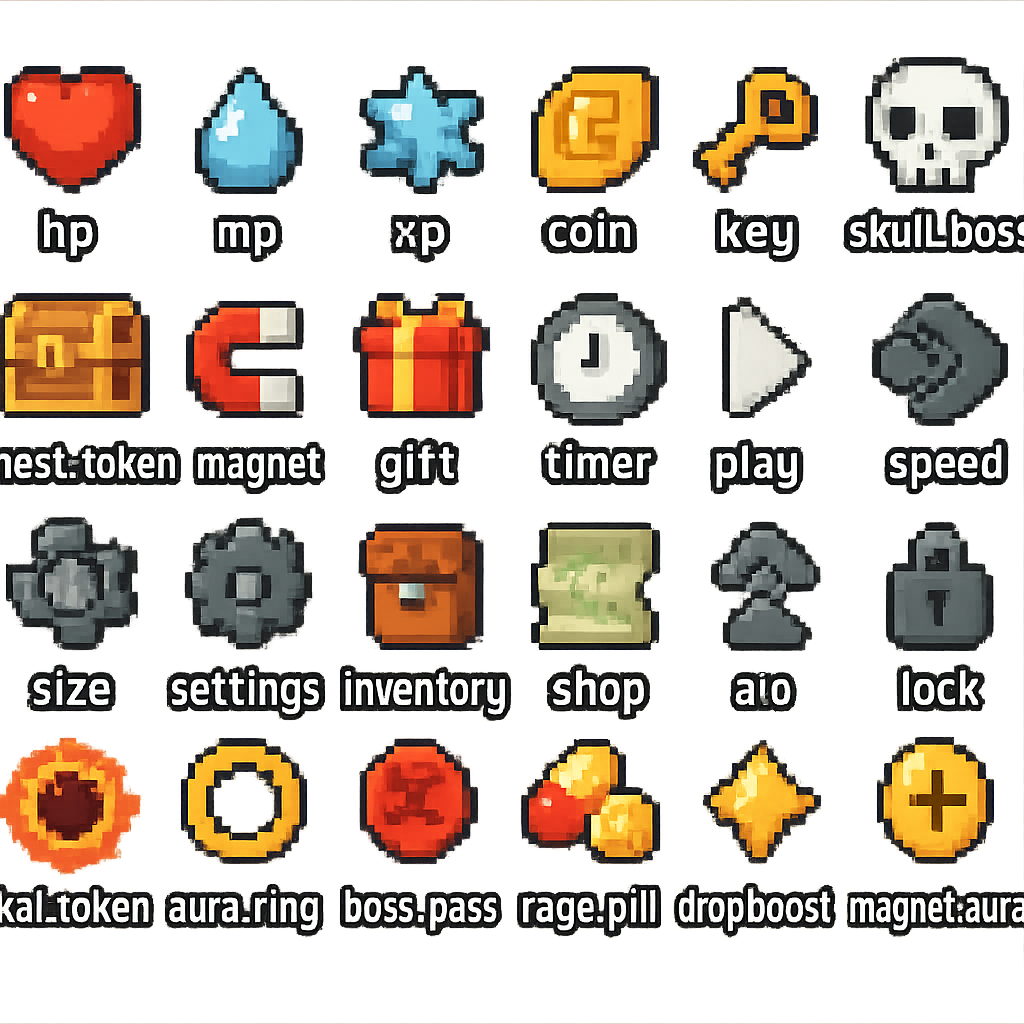 hp mp xp coin key skull.boss
hest.token magnet gift timer play speed
size settings inventory shop aio lock
kal.token aura.ring boss.pass rage.pill dropboost magnet:aura